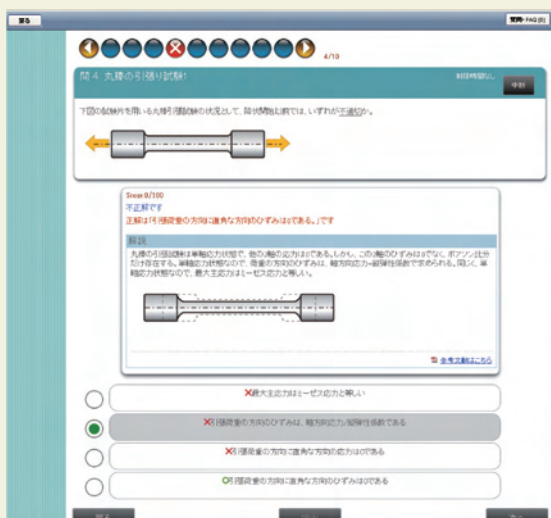 戻る
質問・FAQ [0]
4/10
問 4 丸棒の引張り試験1
制限時間なし
中断
下図の試験片を用いる丸棒引張試験の状況として、降伏開始以前では、いずれが不適切か。
Score:0/100
不正解です
正解は「引張荷重の方向に直角な方向のひずみは0である。」です
解説
丸棒の引張試験は単軸応力状態で、他の2軸の応力は0である。しかし、この2軸のひずみは0でなく、ポアソン比分
だけ存在する。単軸応力状態なので、荷重の方向のひずみは、軸方向応力÷縦弾性係数で求められる。同じく、単
軸応力状態なので、最大主応力はミーゼス応力と等しい。
参考文献はこちら
×最大主応力はミーゼス応力と等しい
×引張荷重の方向のひずみは、軸方向応力/縦弾性係数である
×引張荷重の方向に直角な方向の応力は0である
○引張荷重の方向に直角な方向のひずみは0である
戻る